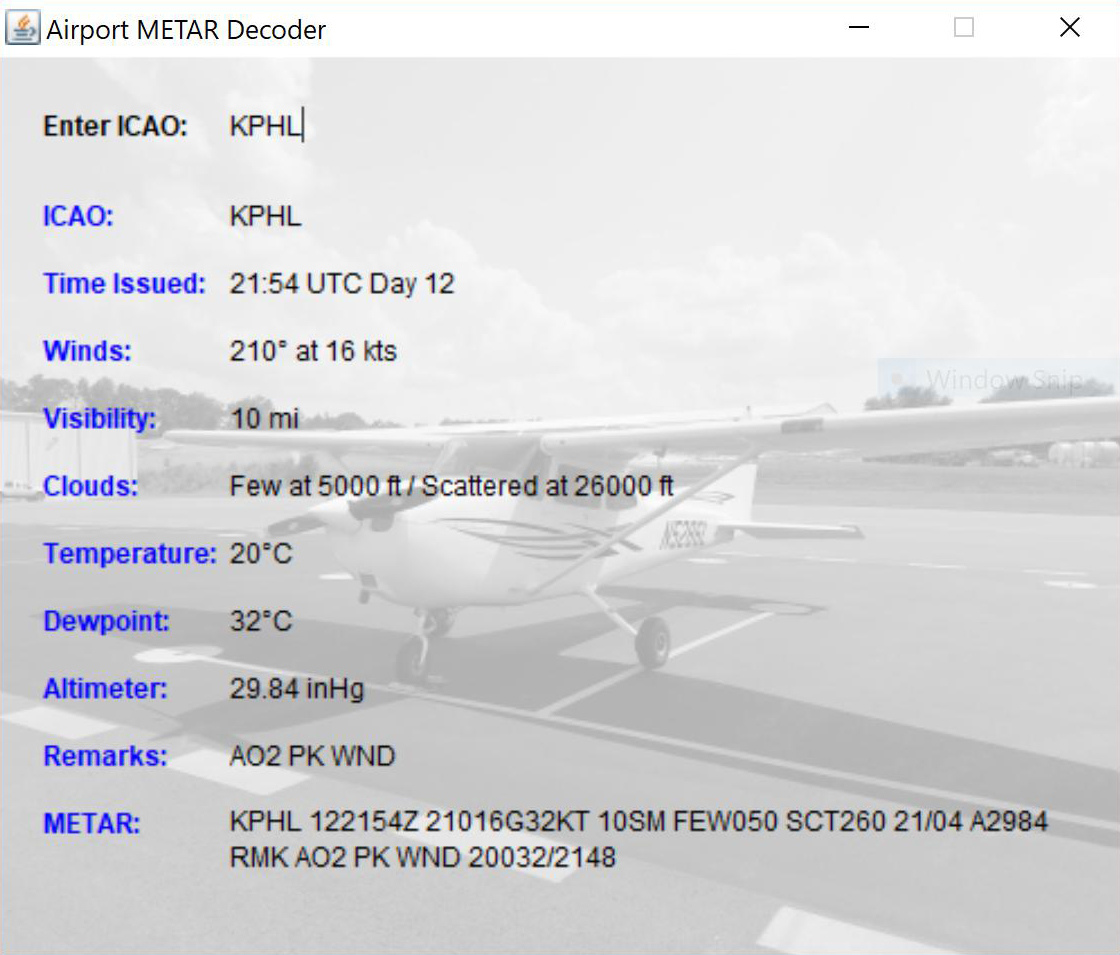 Airport METAR Decoder
Enter ICAO: KPHL
ICAO: KPHL
Time Issued: 21:54 UTC Day 12
Winds: 210° at 16 kts
Visibility: 10 mi
Window Snip
Clouds: Few at 5000 ft / Scattered at 26000 ft
Temperature: 20°C
Dewpoint: 32°C
Altimeter: 29.84 inHg
Remarks: AO2 PK WND
METAR: KPHL 122154Z 21016G32KT 10SM FEW050 SCT260 21/04 A2984
RMK AO2 PK WND 20032/2148